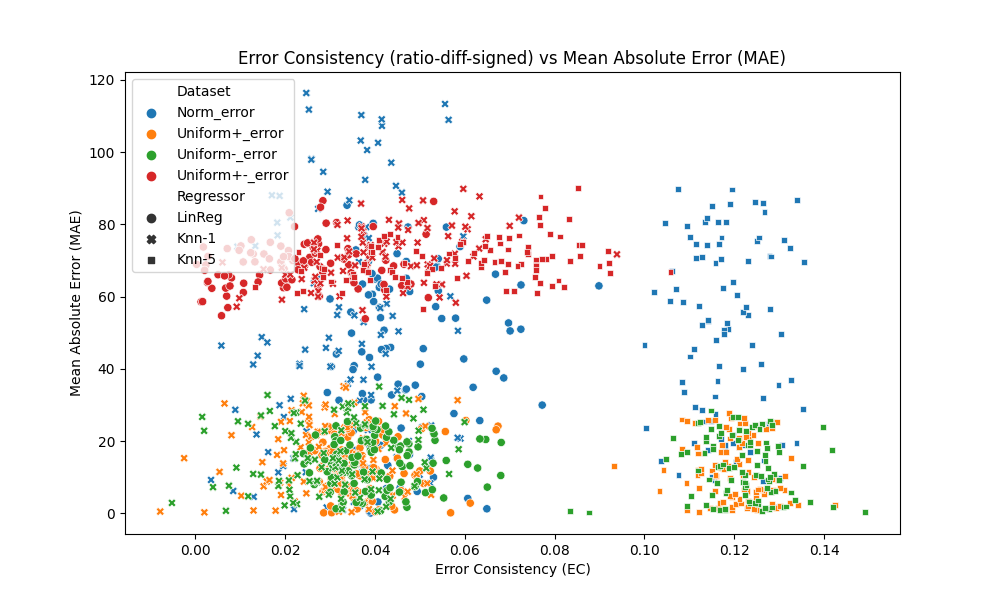 Error Consistency (ratio-diff-signed) vs Mean Absolute Error (MAE)
120
100
80
60
40
20
0
Mean Absolute Error (MAE)
Dataset
Norm_error
Uniform+_error
Uniform-_error
Uniform+-_error
Regressor
LinReg
Knn-1
Knn-5
0.00 0.02 0.04 0.06 0.08 0.10 0.12 0.14
Error Consistency (EC)